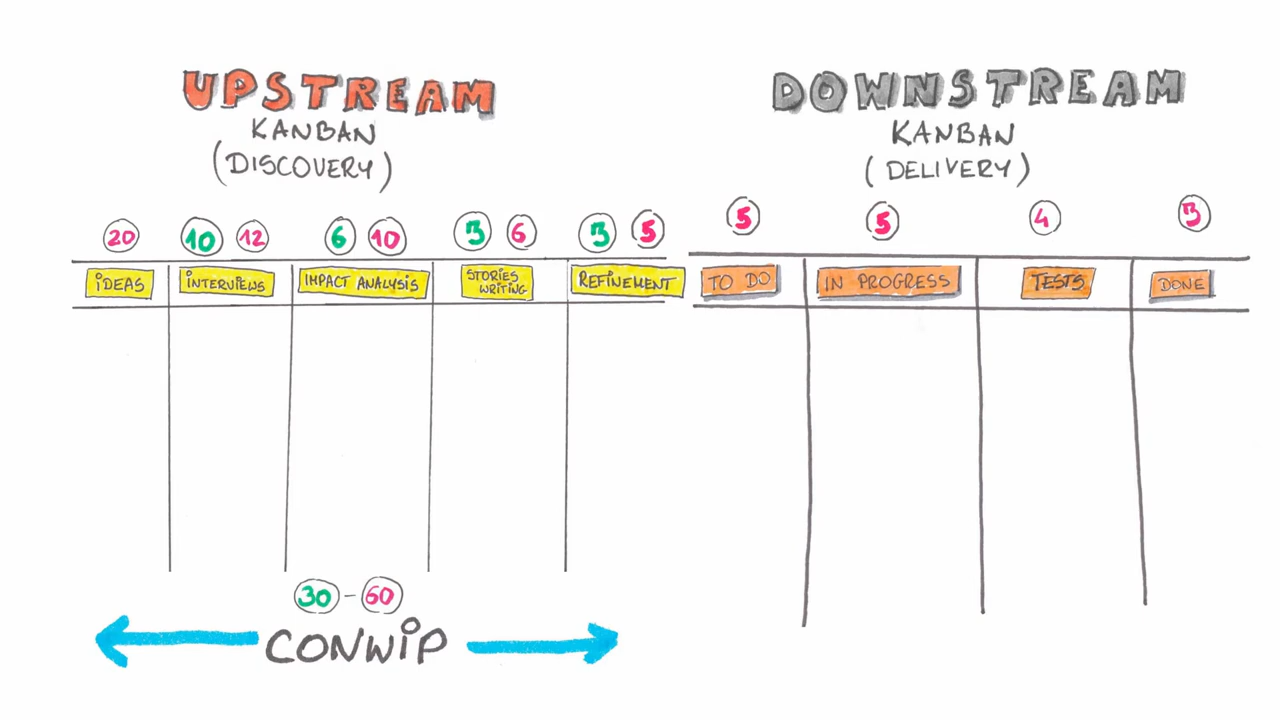 UPSTREAM
KANBAN
(DISCOVERY)
DOWNSTREAM
KANBAN
(DELIVERY)
20 10 12 6 10 3 6 3 5
5 5 4 3
iDEAS
iNTERViEWS
IMPACT ANALYSiS
STORiES
WRiTiNG
REFiNEMENT
TO DO
IN PROGRESS
TESTS
DONE
30 - 60
CONWiP